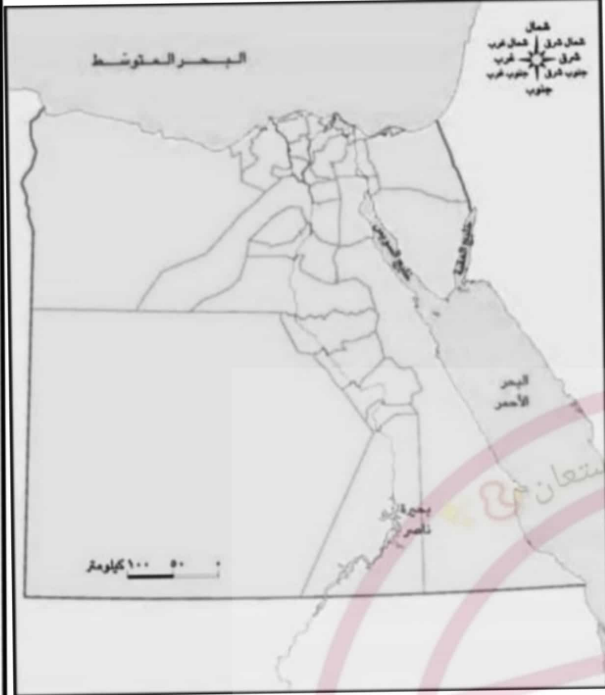 شمال
شمال غرب شمال شرق
غرب شرق
جنوب غرب جنوب شرق
جنوب
البحر المتوسط
خليج السويس
خليج العقبة
البحر
الأحمر
بحيرة
ناصر
٠ ٥٠ ١٠٠ كيلومتر